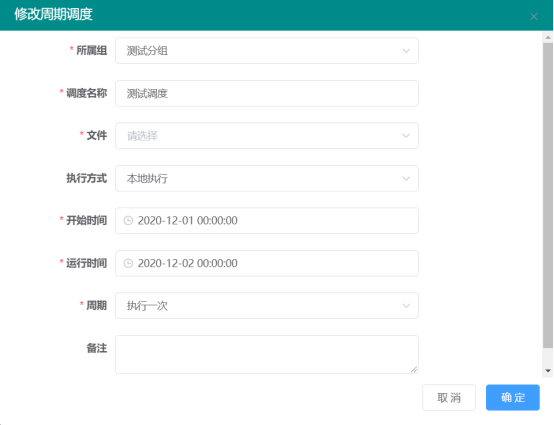 修改周期调度
* 所属组 测试分组
* 调度名称 测试调度
* 文件 请选择
执行方式 本地执行
* 开始时间 2020-12-01 00:00:00
* 运行时间 2020-12-02 00:00:00
* 周期 执行一次
备注
取消 确定